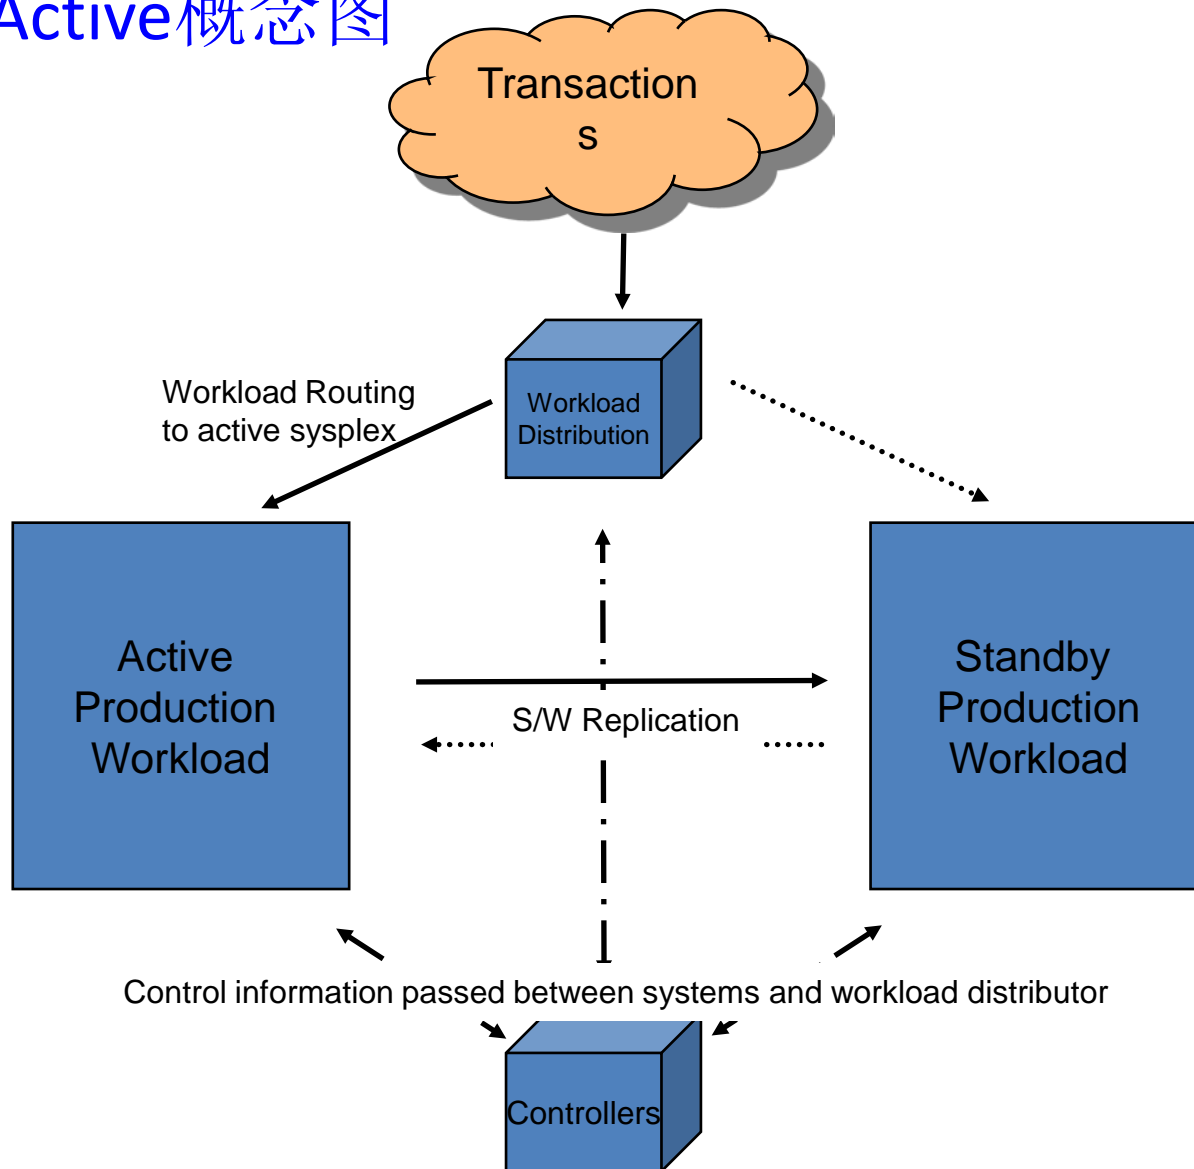 Active概念图
Transaction
s
Workload Routing
to active sysplex
Workload
Distribution
Active
Production
Workload
S/W Replication
Standby
Production
Workload
Control information passed between systems and workload distributor
Controllers